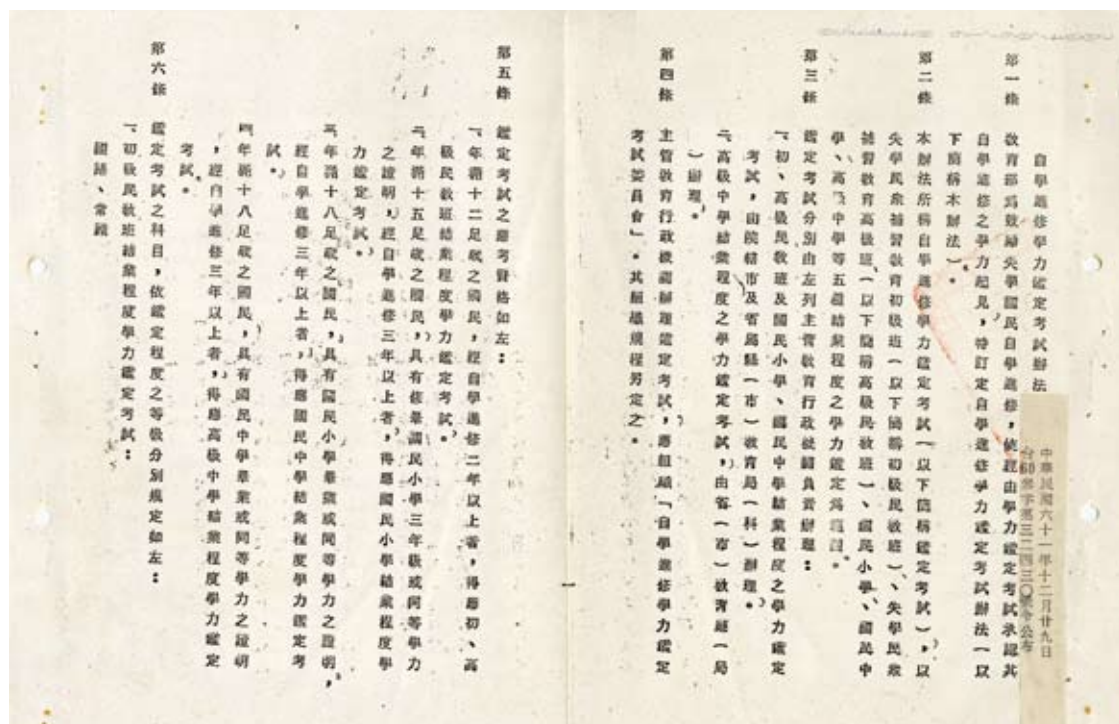 自學進修學力鑑定考試辦法
中華民國六十一年十二月廿九日
台60參字第三二四三〇號令公布
第一條 教育部為鼓勵失學國民自學進修,使經由學力鑑定考試承認其
自學進修之學力起見,特訂定自學進修學力鑑定考試辦法(以
下簡稱本辦法)。
第二條 本辦法所稱自學進修學力鑑定考試(以下簡稱鑑定考試),以
失學民眾補習教育初級班(以下簡稱初級民教班)、失學民眾
補習教育高級班(以下簡稱高級民教班)、國民小學、國民中
學、高級中學等五種結業程度之學力鑑定為範圍。
第三條 鑑定考試分別由左列主管教育行政機關負責辦理:
一、初、高級民教班及國民小學、國民中學結業程度之學力鑑定
考試,由院轄市及省屬縣(市)教育局(科)辦理。
二、高級中學結業程度之學力鑑定考試,由省(市)教育廳(局
)辦理。
第四條 主管教育行政機關辦理鑑定考試,應組織「自學進修學力鑑定
考試委員會」。其組織規程另定之。
第五條 鑑定考試之應考資格如左:
一、年滿十二足歲之國民,經自學進修二年以上者,得應初、高
級民教班結業程度學力鑑定考試。
二、年滿十五足歲之國民,具有修畢國民小學三年級或同等學力
之證明,經自學進修三年以上者,得應國民小學結業程度學
力鑑定考試。
三、年滿十八足歲之國民,具有國民小學畢業或同等學力之證明,
經自學進修三年以上者,得應國民中學結業程度學力鑑定考
試。
四、年滿十八足歲之國民,具有國民中學畢業或同等學力之證明
,經自學進修三年以上者,得應高級中學結業程度學力鑑定
考試。
第六條 鑑定考試之科目,依鑑定程度之等級分別規定如左:
一、初級民教班結業程度學力鑑定考試:
國語、常識